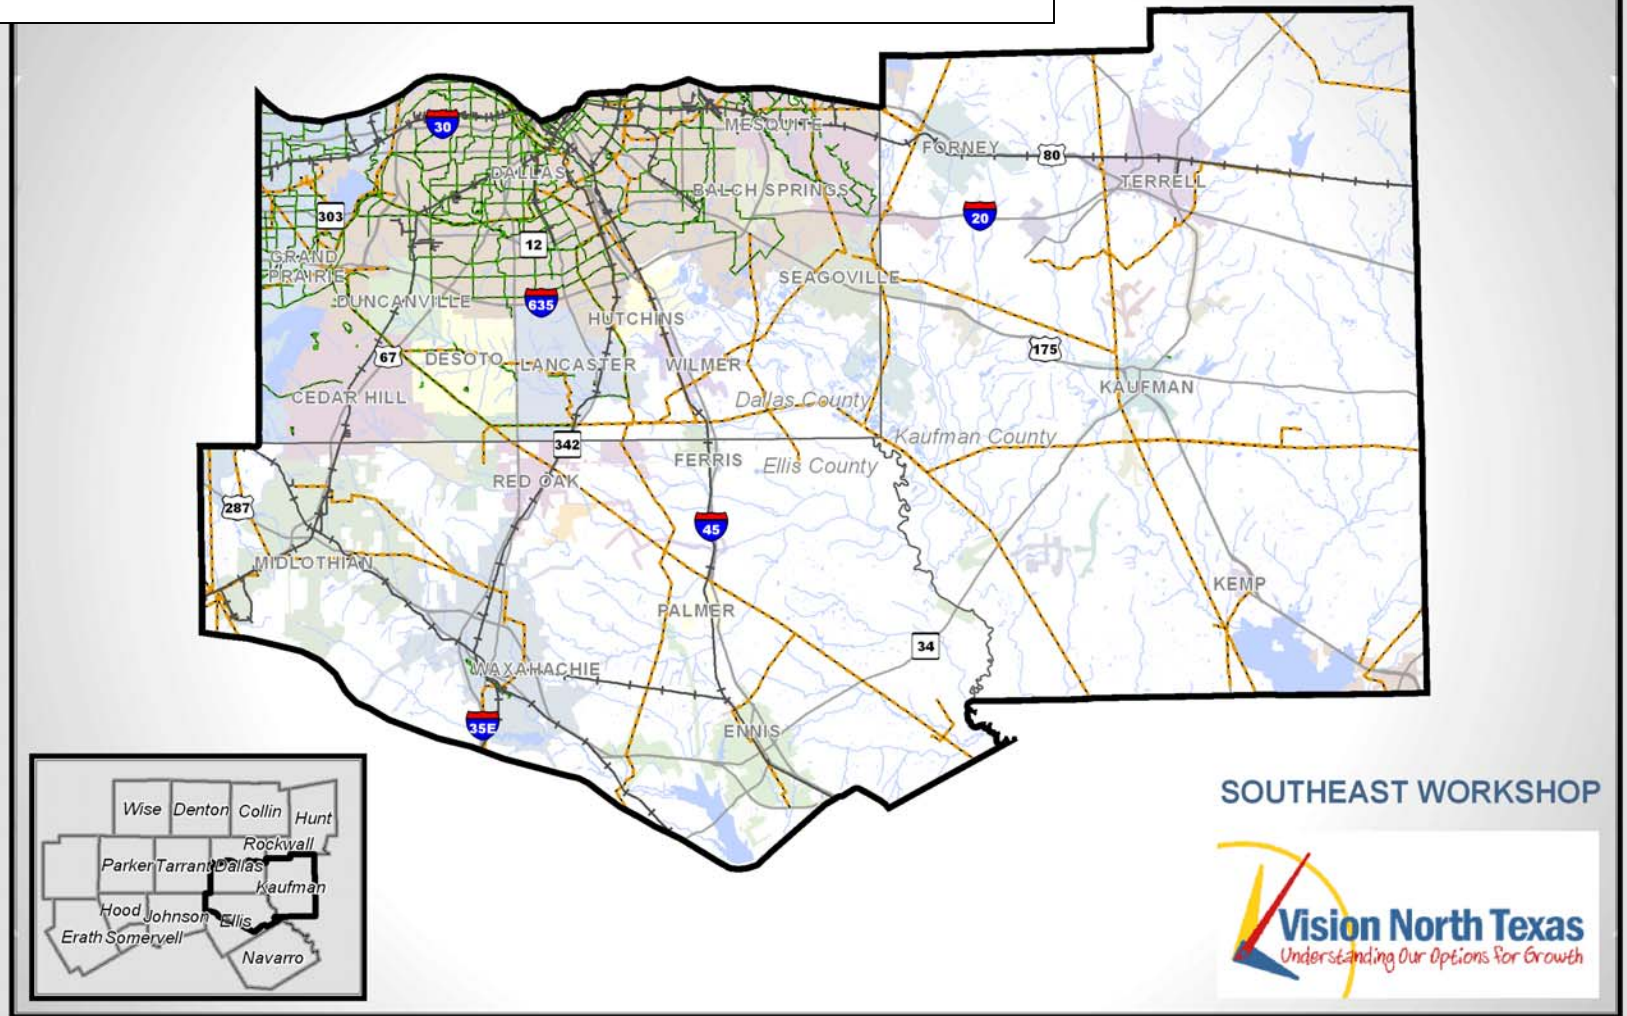 30
MESQUITE
FORNEY
80
DALLAS
TERRELL
BALCH SPRINGS
303
20
12
GRAND
PRAIRIE
SEAGOVILLE
DUNCANVILLE
635
HUTCHINS
67
DESOTO
LANCASTER
WILMER
175
KAUFMAN
CEDAR HILL
Dallas County
342
Kaufman County
FERRIS
Ellis County
RED OAK
287
45
MIDLOTHIAN
KEMP
PALMER
34
WAXAHACHIE
35E
ENNIS
SOUTHEAST WORKSHOP
Wise
Denton
Collin
Hunt
Rockwall
Parker
Tarrant
Dallas
Kaufman
Hood
Johnson
Ellis
Erath
Somervell
Navarro
Vision North Texas
Understanding Our Options for Growth